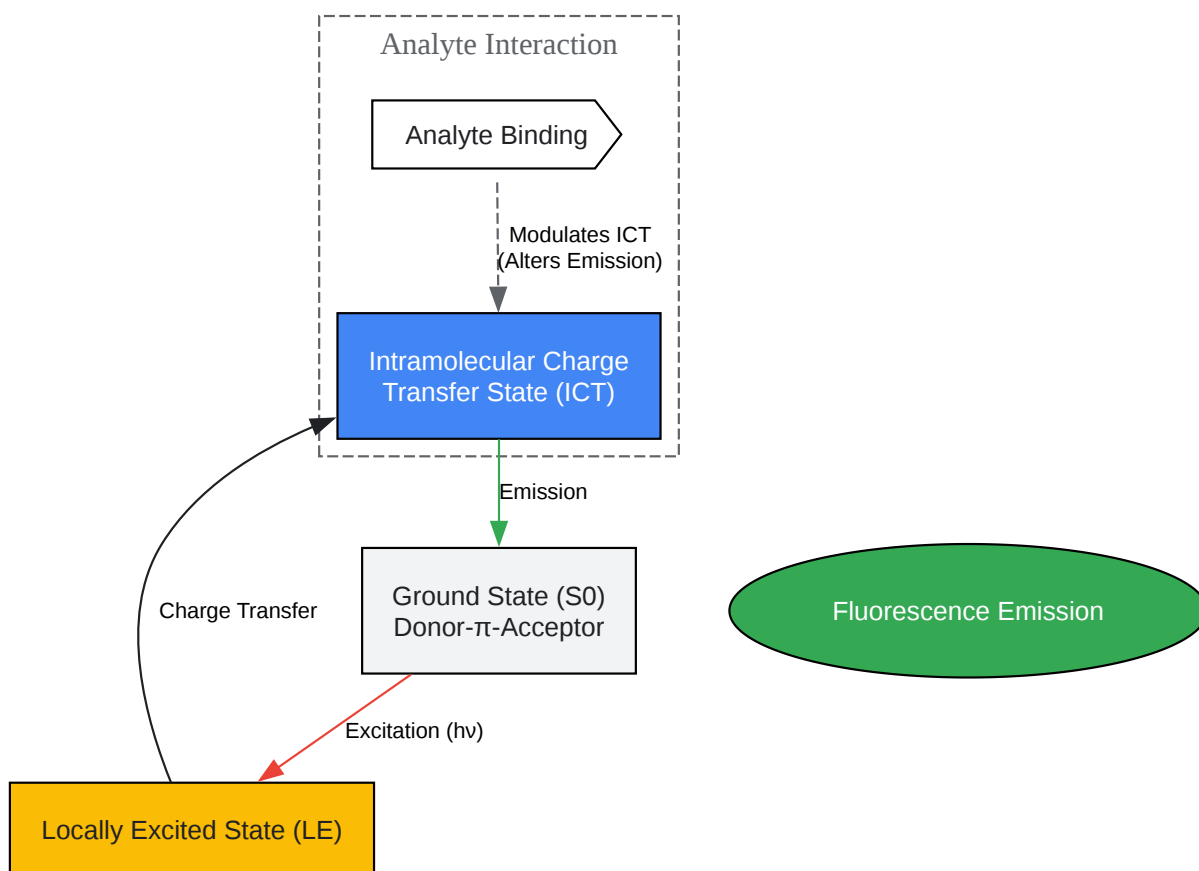 Analyte Interaction
Analyte Binding
Modulates ICT
(Alters Emission)
Intramolecular Charge
Transfer State (ICT)
Emission
Ground State (S0)
Donor-π-Acceptor
Fluorescence Emission
Charge Transfer
Excitation (hν)
Locally Excited State (LE)